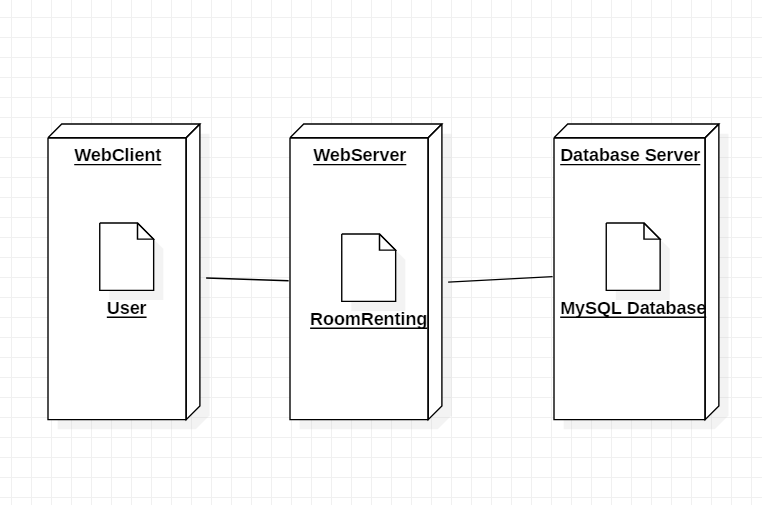 WebClient
WebServer
Database Server
User
RoomRenting
MySQL Database